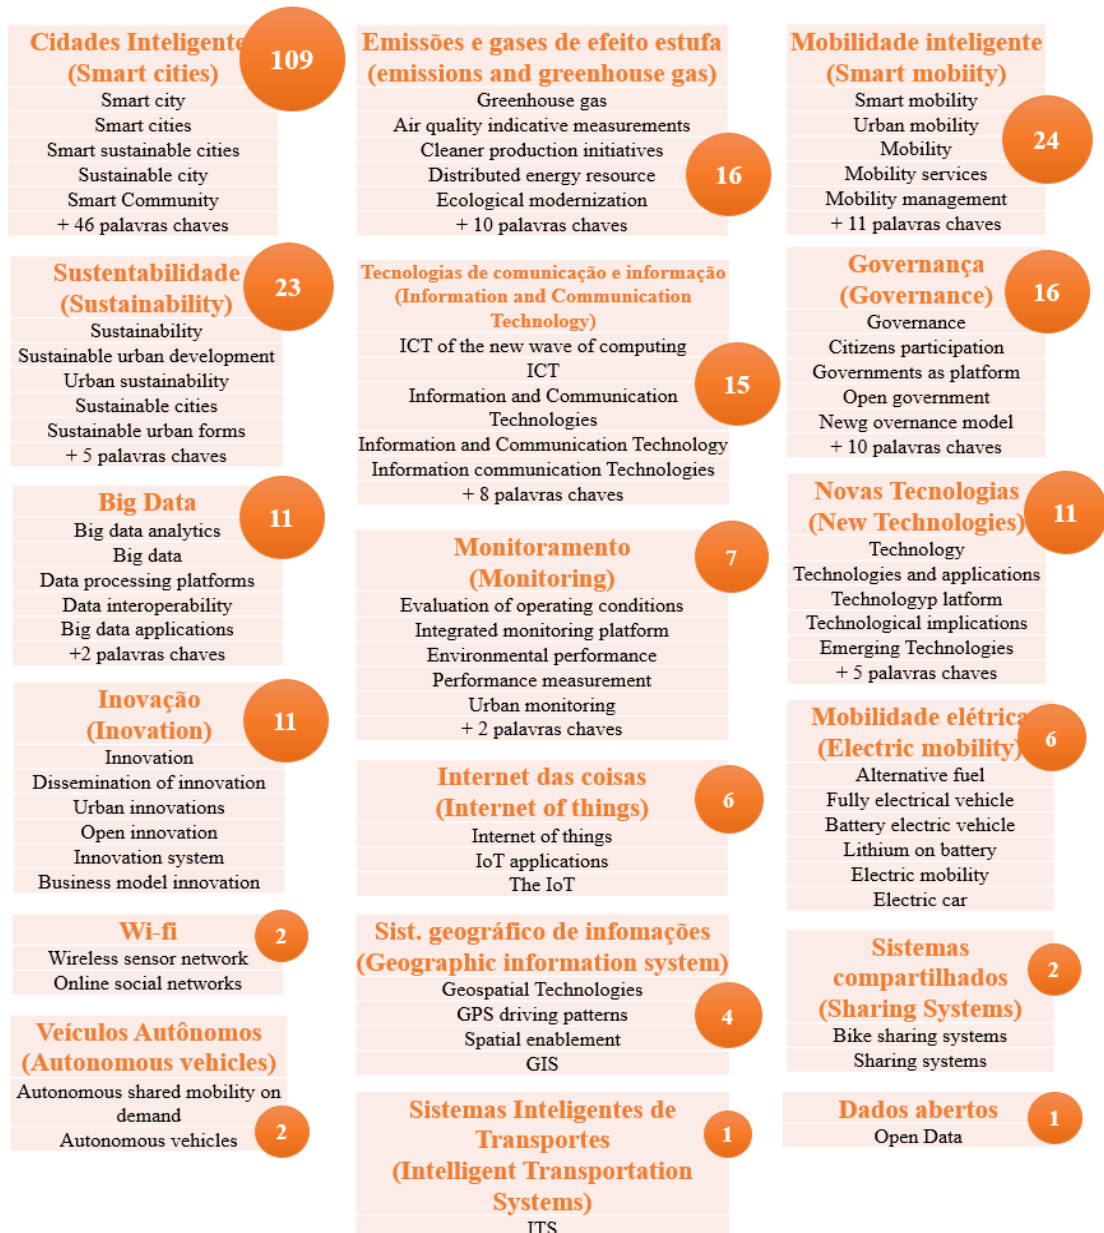 Cidades Inteligente
(Smart cities)
109
Smart city
Smart cities
Smart sustainable cities
Sustainable city
Smart Community
+ 46 palavras chaves
Sustentabilidade
(Sustainability)
23
Sustainability
Sustainable urban development
Urban sustainability
Sustainable cities
Sustainable urban forms
+ 5 palavras chaves
Big Data
11
Big data analytics
Big data
Data processing platforms
Data interoperability
Big data applications
+2 palavras chaves
Inovação
(Inovation)
11
Innovation
Dissemination of innovation
Urban innovations
Open innovation
Innovation system
Business model innovation
Wi-fi
2
Wireless sensor network
Online social networks
Veículos Autônomos
(Autonomous vehicles)
Autonomous shared mobility on
demand
Autonomous vehicles
2
Emissões e gases de efeito estufa
(emissions and greenhouse gas)
Greenhouse gas
Air quality indicative measurements
Cleaner production initiatives
Distributed energy resource
16
Ecological modernization
+ 10 palavras chaves
Tecnologias de comunicação e informação
(Information and Communication
Technology)
ICT of the new wave of computing
ICT
15
Information and Communication
Technologies
Information and Communication Technology
Information communication Technologies
+ 8 palavras chaves
Monitoramento
(Monitoring)
7
Evaluation of operating conditions
Integrated monitoring platform
Environmental performance
Performance measurement
Urban monitoring
+ 2 palavras chaves
Internet das coisas
(Internet of things)
6
Internet of things
IoT applications
The IoT
Sist. geográfico de infomações
(Geographic information system)
Geospatial Technologies
GPS driving patterns
4
Spatial enablement
GIS
Sistemas Inteligentes de
Transportes
(Intelligent Transportation
Systems)
1
ITS
Mobilidade inteligente
(Smart mobiity)
Smart mobility
Urban mobility
24
Mobility
Mobility services
Mobility management
+ 11 palavras chaves
Governança
(Governance)
16
Governance
Citizens participation
Governments as platform
Open government
Newg overnance model
+ 10 palavras chaves
Novas Tecnologias
(New Technologies)
11
Technology
Technologies and applications
Technologyp latform
Technological implications
Emerging Technologies
+ 5 palavras chaves
Mobilidade elétrica
(Electric mobility)
6
Alternative fuel
Fully electrical vehicle
Battery electric vehicle
Lithium on battery
Electric mobility
Electric car
Sistemas
compartilhados
(Sharing Systems)
2
Bike sharing systems
Sharing systems
Dados abertos
1
Open Data